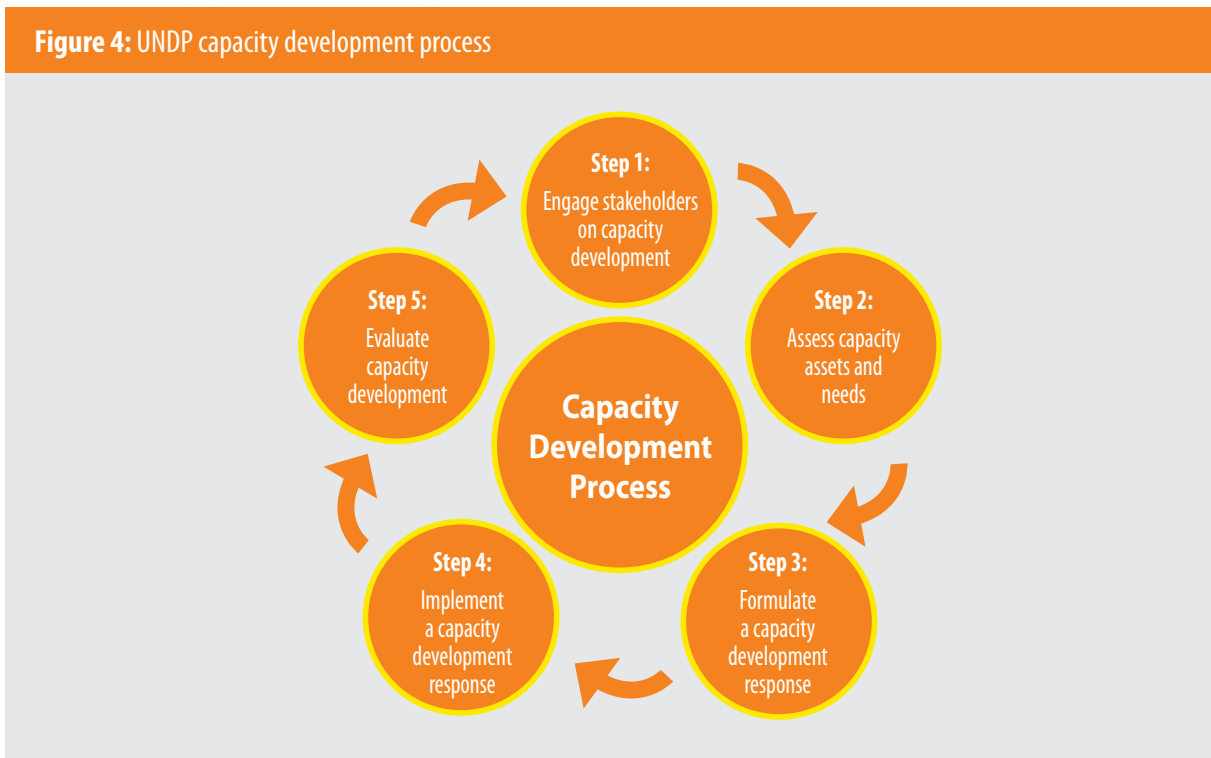 Figure 4: UNDP capacity development process
Step 1:
Engage stakeholders
on capacity
development
Step 2:
Assess capacity
assets and
needs
Step 3:
Formulate
a capacity
development
response
Step 4:
Implement
a capacity
development
response
Step 5:
Evaluate
capacity
development
Capacity
Development
Process